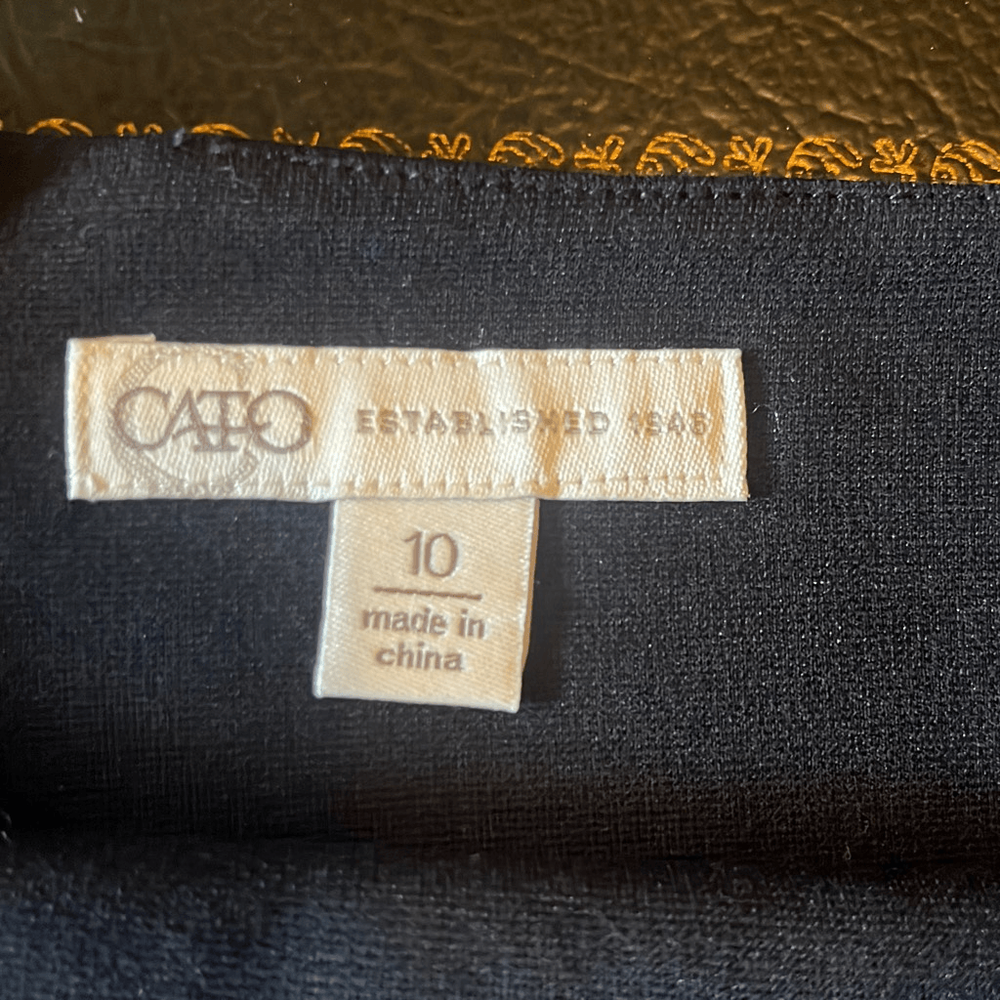 CATO ESTABLISHED 1946
10
made in
china